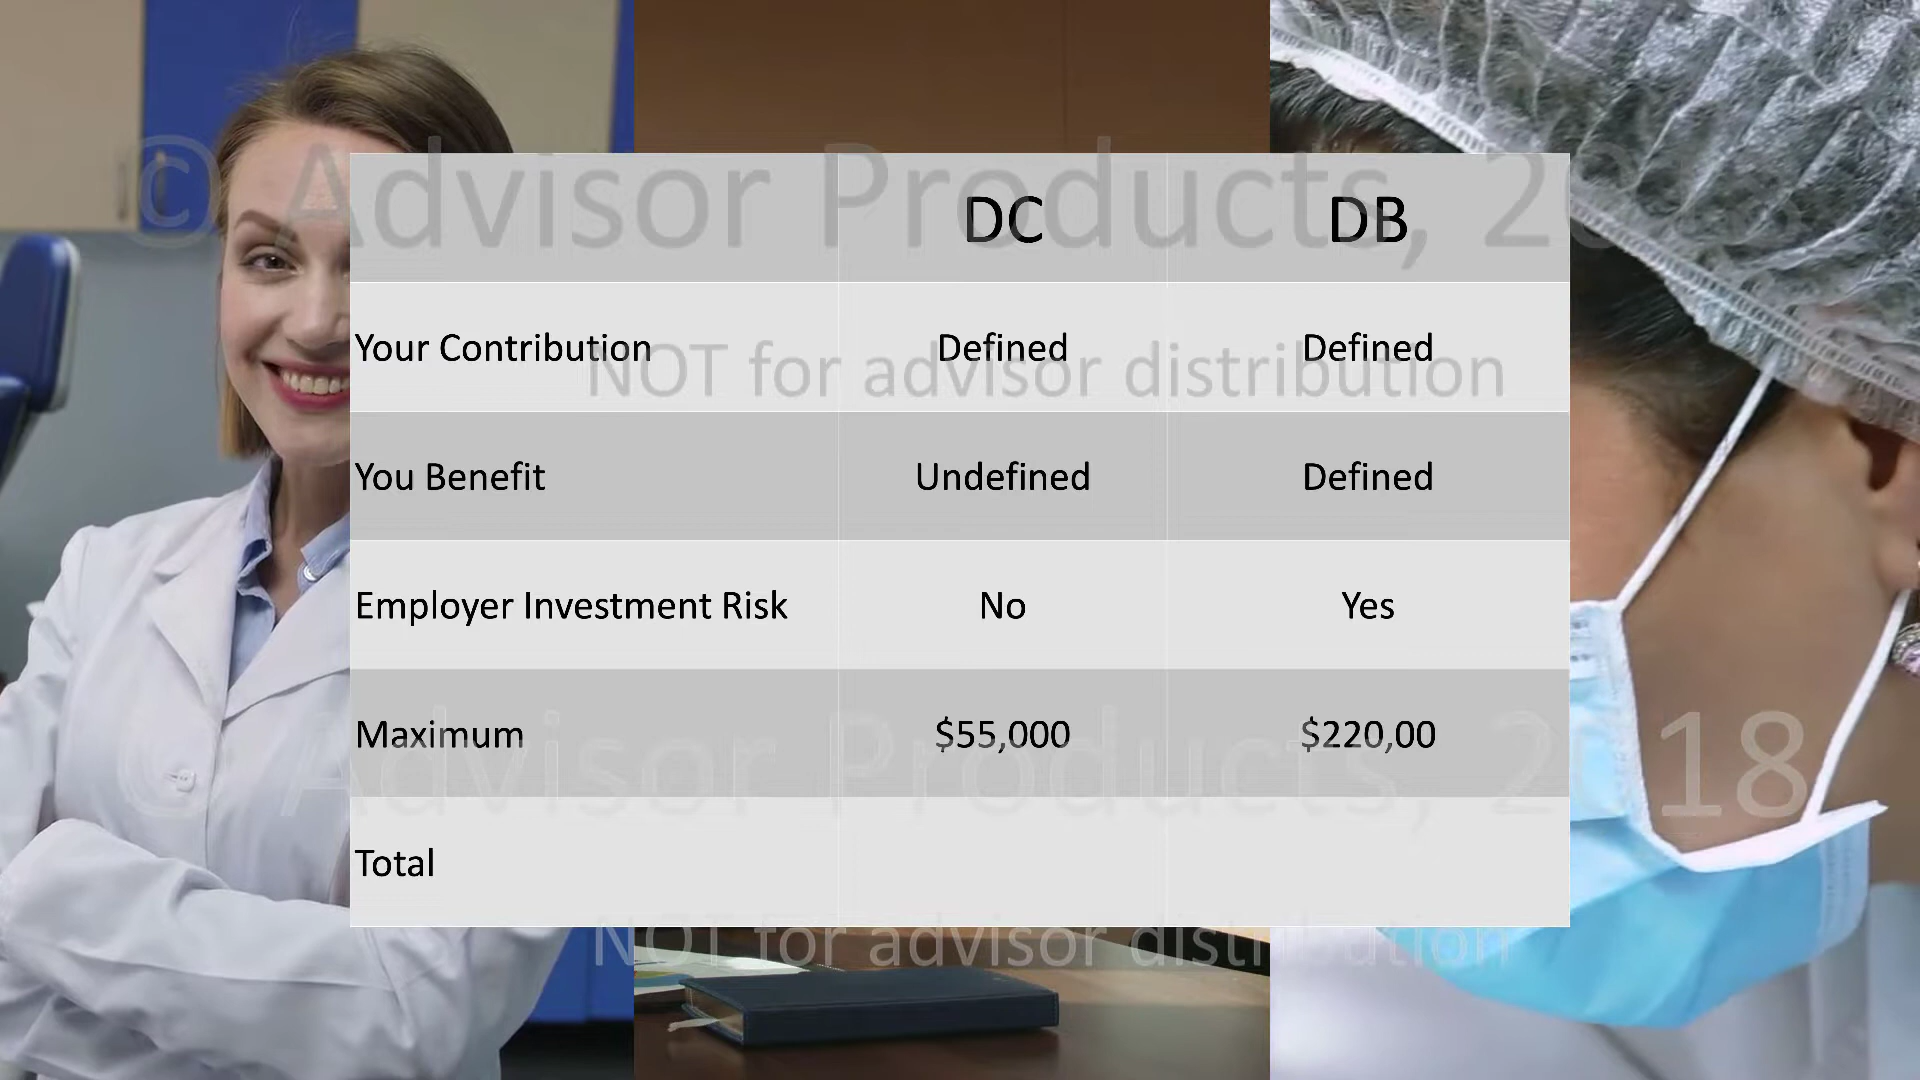 © Advisor Products, 20
DC DB
Your Contribution Defined Defined
NOT for advisor distribution
You Benefit Undefined Defined
Employer Investment Risk No Yes
Maximum $55,000 $220,00
© Advisor Products, 2018
Total
NOT for advisor distribution